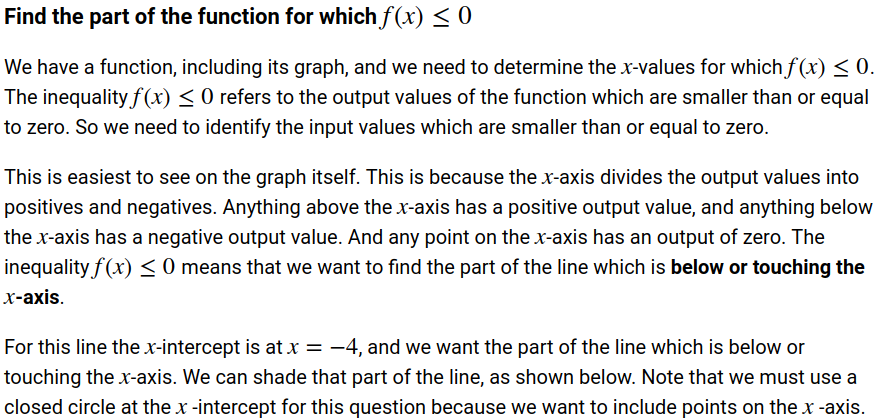 Find the part of the function for which f(x) ≤ 0
We have a function, including its graph, and we need to determine the x-values for which f(x) ≤ 0.
The inequality f(x) ≤ 0 refers to the output values of the function which are smaller than or equal
to zero. So we need to identify the input values which are smaller than or equal to zero.
This is easiest to see on the graph itself. This is because the x-axis divides the output values into
positives and negatives. Anything above the x-axis has a positive output value, and anything below
the x-axis has a negative output value. And any point on the x-axis has an output of zero. The
inequality f(x) ≤ 0 means that we want to find the part of the line which is below or touching the
x-axis.
For this line the x-intercept is at x = −4, and we want the part of the line which is below or
touching the x-axis. We can shade that part of the line, as shown below. Note that we must use a
closed circle at the x -intercept for this question because we want to include points on the x -axis.